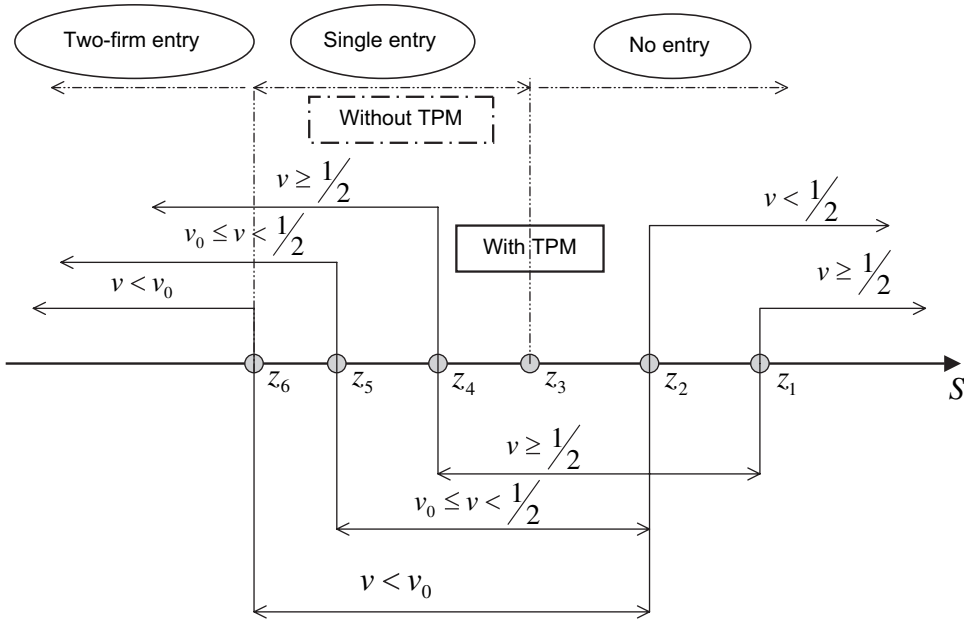 Two-firm entry
Single entry
No entry
Without TPM
v ≥ 1/2
v < 1/2
v₀ ≤ v < 1/2
With TPM
v < v₀
v ≥ 1/2
z₆
z₅
z₄
z₃
z₂
z₁
S
v ≥ 1/2
v₀ ≤ v < 1/2
v < v₀